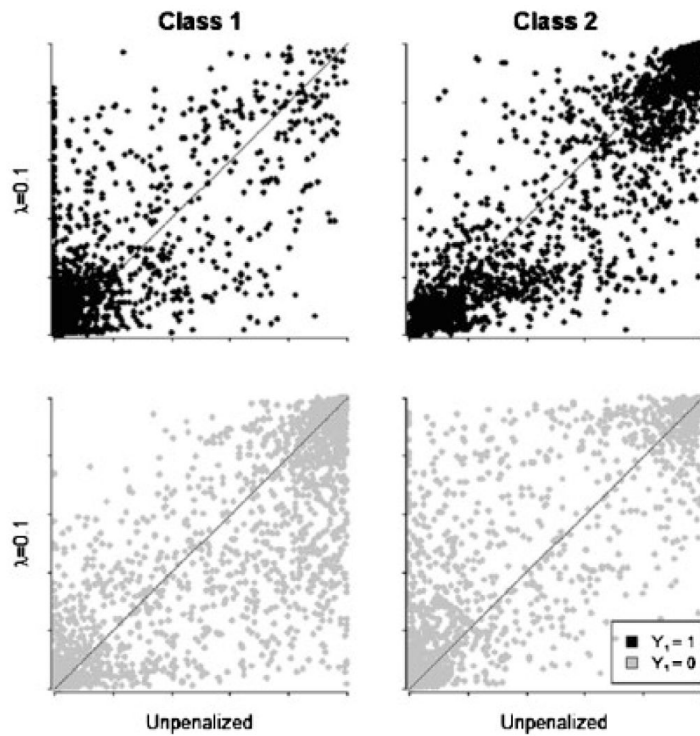 Class 1
Class 2
λ=0.1
λ=0.1
Y₁ = 1
Y₁ = 0
Unpenalized
Unpenalized